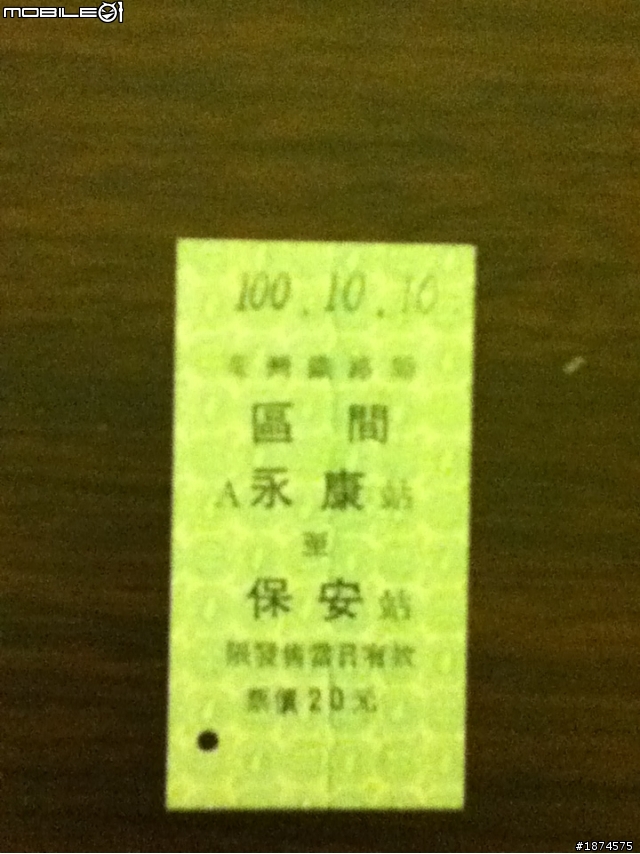 MOBILE01
100.10.10
臺灣鐵路局
區間
A永康站
至
保安站
限發售當日有效
票價20元
#1874575